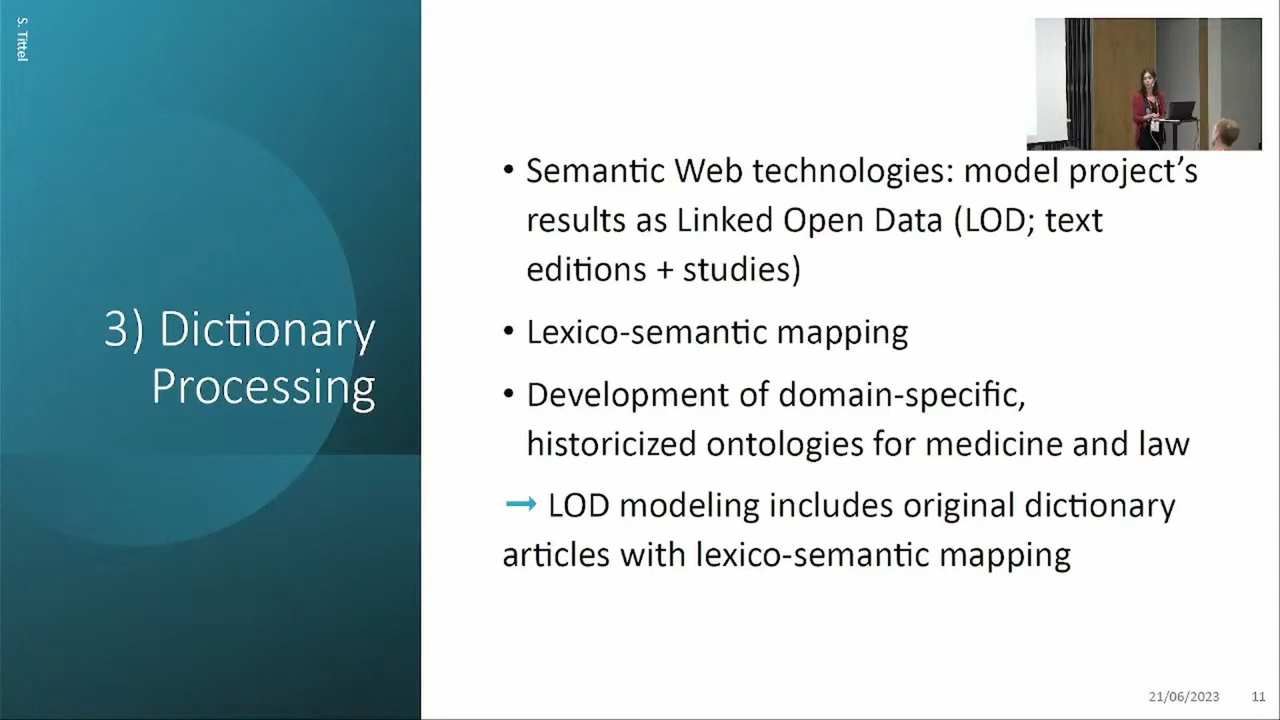 S. Tittel
3) Dictionary
Processing
• Semantic Web technologies: model project’s
results as Linked Open Data (LOD; text
editions + studies)
• Lexico-semantic mapping
• Development of domain-specific,
historicized ontologies for medicine and law
➞ LOD modeling includes original dictionary
articles with lexico-semantic mapping
21/06/2023 11